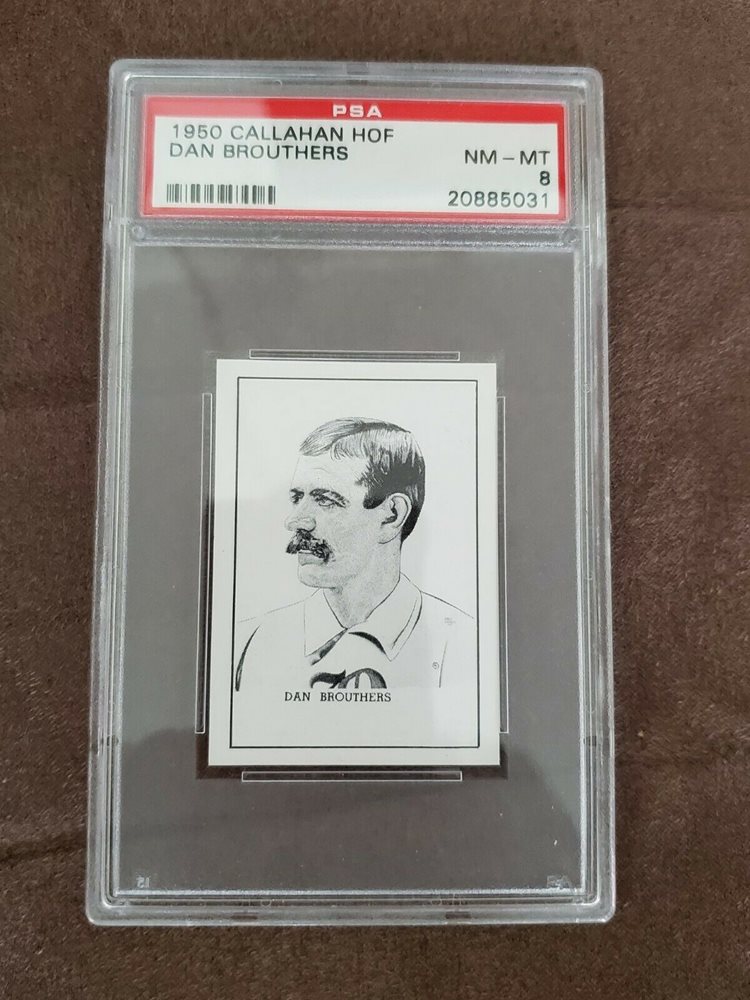 PSA
1950 CALLAHAN HOF
DAN BROUTHERS
NM - MT
8
20885031
DAN BROUTHERS